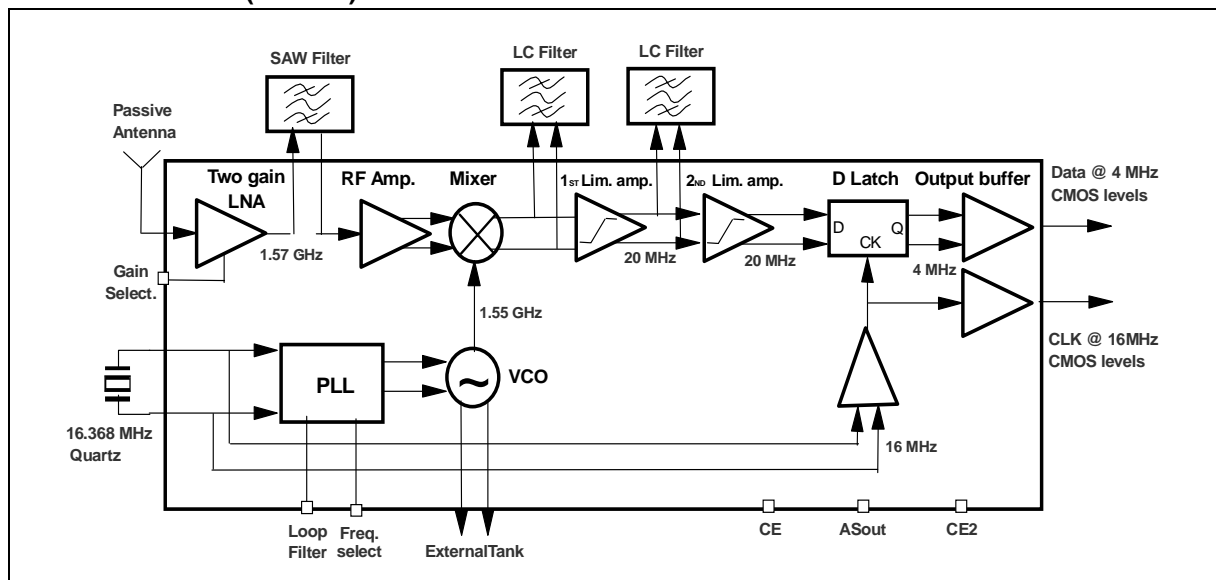 SAW Filter
LC Filter
LC Filter
Passive
Antenna
Two gain
LNA
RF Amp.
Mixer
1ST Lim. amp.
2ND Lim. amp.
D Latch
Output buffer
Data @ 4 MHz
CMOS levels
D
Q
CK
1.57 GHz
20 MHz
20 MHz
4 MHz
Gain
Select.
1.55 GHz
CLK @ 16MHz
CMOS levels
PLL
~
VCO
16.368 MHz
Quartz
16 MHz
Loop
Filter
Freq.
select
ExternalTank
CE
ASout
CE2